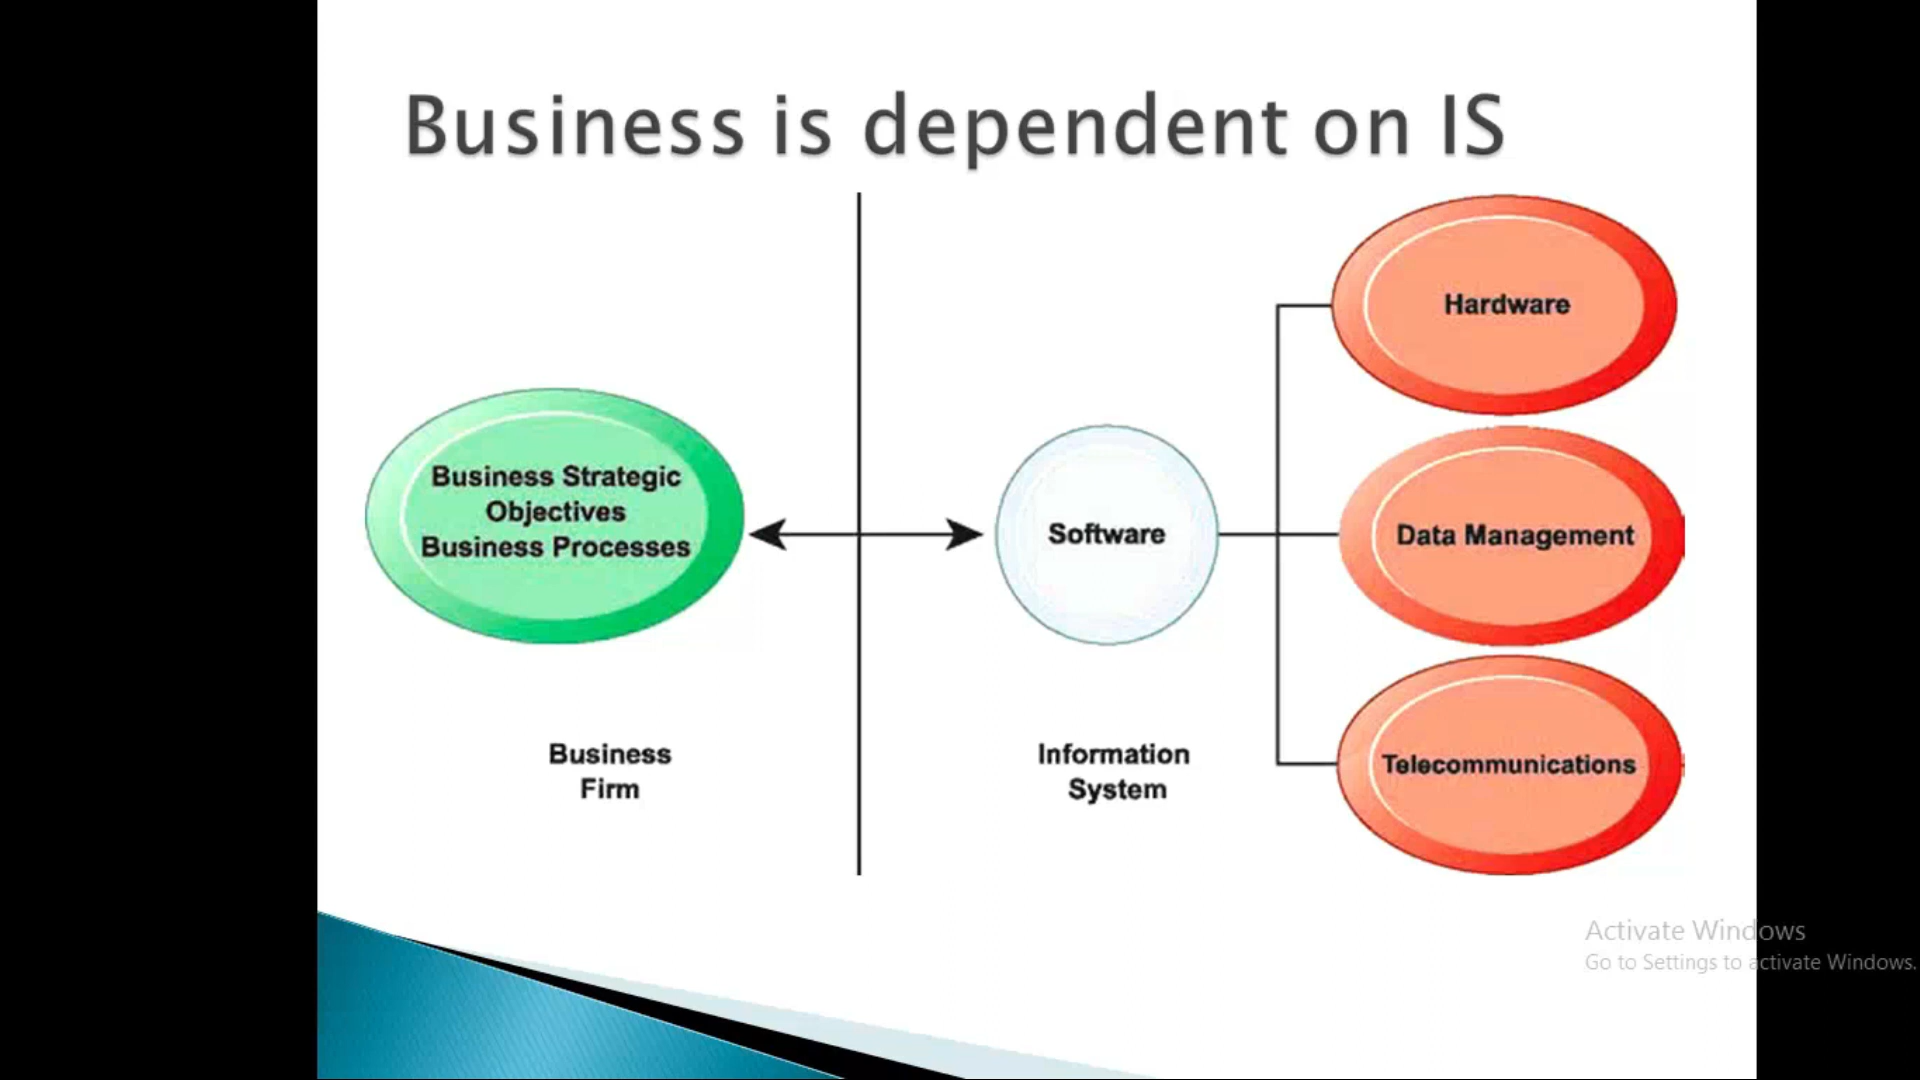 Business is dependent on IS
Hardware
Business Strategic
Objectives
Business Processes
Software
Data Management
Business
Firm
Information
System
Telecommunications
Activate Windows
Go to Settings to activate Windows.